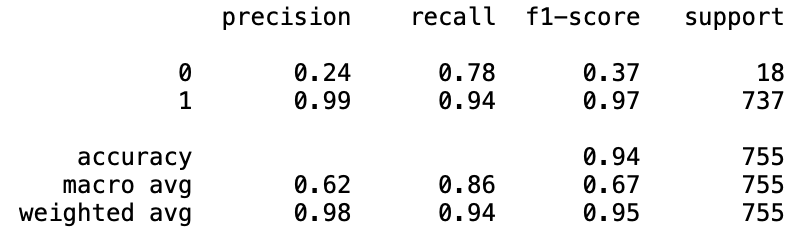 precision recall f1-score support
0 0.24 0.78 0.37 18
1 0.99 0.94 0.97 737
accuracy 0.94 755
macro avg 0.62 0.86 0.67 755
weighted avg 0.98 0.94 0.95 755